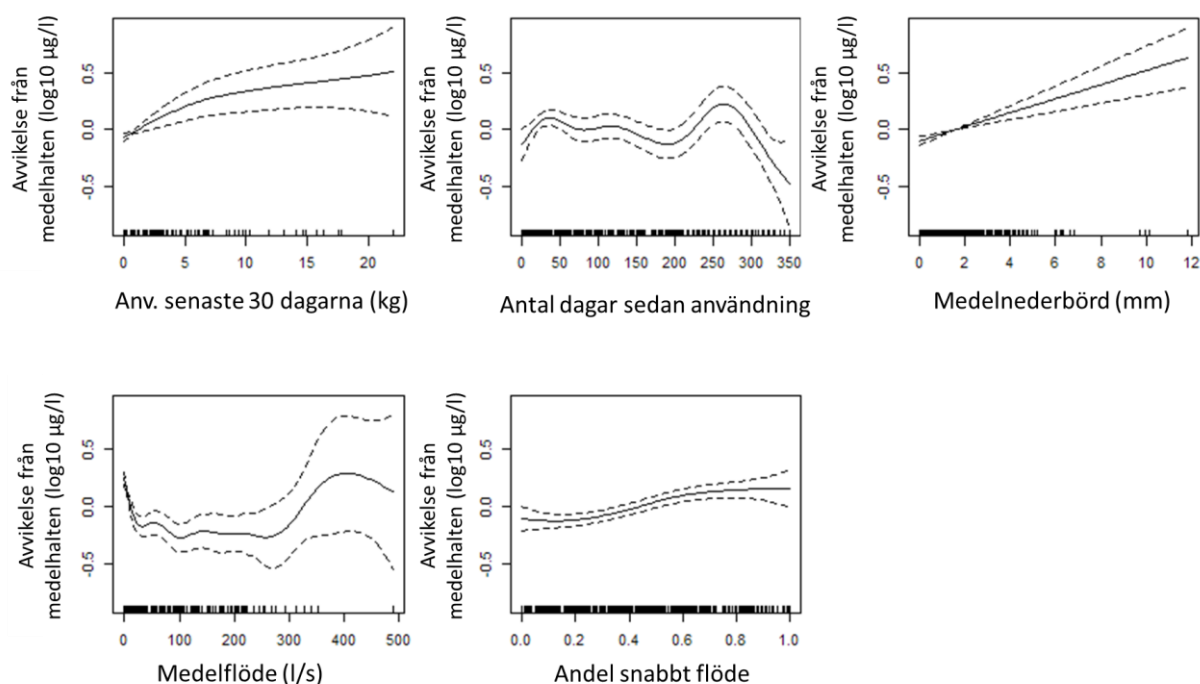 Avvikelse från
medelhalten (log10 µg/l)
0.5
0.0
-0.5
0 5 10 15 20
Anv. senaste 30 dagarna (kg)
Avvikelse från
medelhalten (log10 µg/l)
0.5
0.0
-0.5
0 50 100 150 200 250 300 350
Antal dagar sedan användning
Avvikelse från
medelhalten (log10 µg/l)
0.5
0.0
-0.5
0 2 4 6 8 10 12
Medelnederbörd (mm)
Avvikelse från
medelhalten (log10 µg/l)
0.5
0.0
-0.5
0 100 200 300 400 500
Medelflöde (l/s)
Avvikelse från
medelhalten (log10 µg/l)
0.5
0.0
-0.5
0.0 0.2 0.4 0.6 0.8 1.0
Andel snabbt flöde